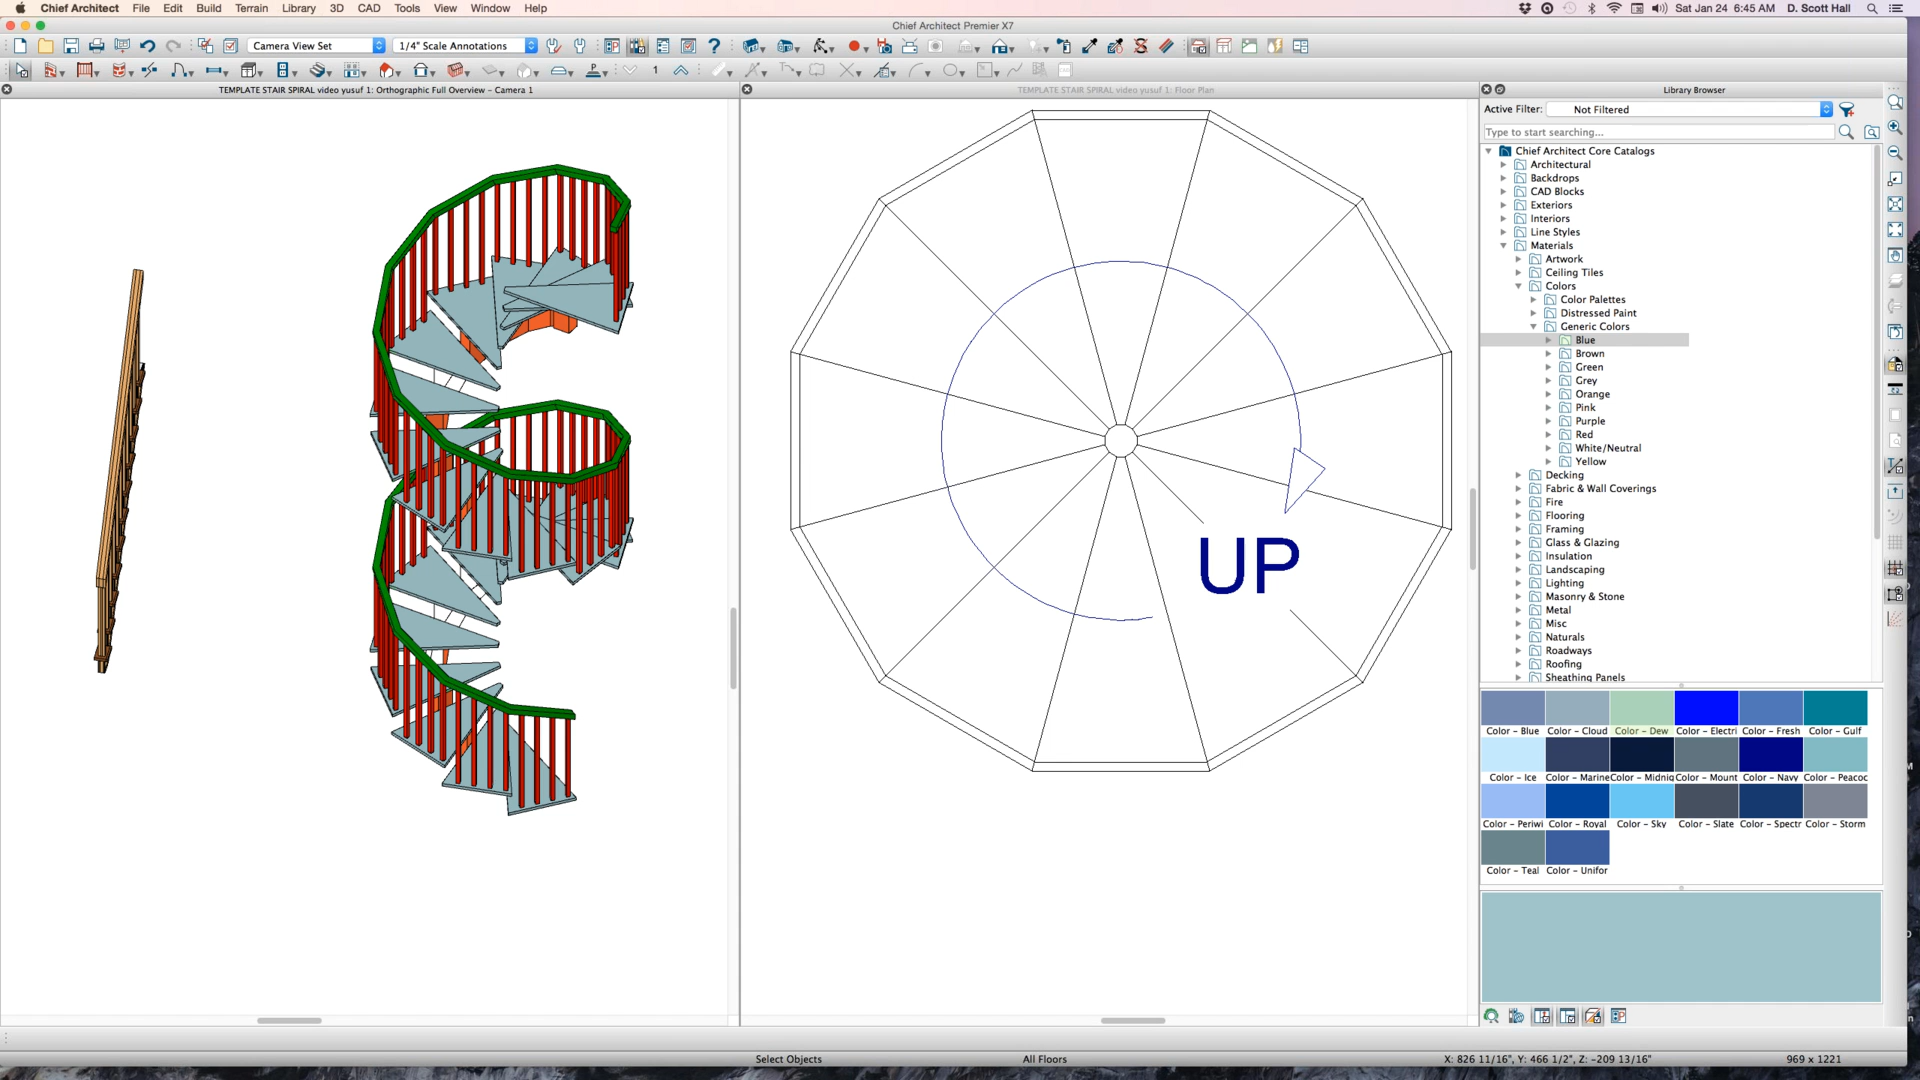 Chief Architect File Edit Build Terrain Library 3D CAD Tools View Window Help Sat Jan 24 6:45 AM D. Scott Hall
Chief Architect Premier X7
Camera View Set 1/4" Scale Annotations
1
TEMPLATE STAIR SPIRAL video yusuf 1: Orthographic Full Overview - Camera 1
TEMPLATE STAIR SPIRAL video yusuf 1: Floor Plan
UP
Library Browser
Active Filter: Not Filtered
Type to start searching...
Chief Architect Core Catalogs
Architectural
Backdrops
CAD Blocks
Exteriors
Interiors
Line Styles
Materials
Artwork
Ceiling Tiles
Colors
Color Palettes
Distressed Paint
Generic Colors
Blue
Brown
Green
Grey
Orange
Pink
Purple
Red
White/Neutral
Yellow
Decking
Fabric & Wall Coverings
Fire
Flooring
Framing
Glass & Glazing
Insulation
Landscaping
Lighting
Masonry & Stone
Metal
Misc
Naturals
Roadways
Roofing
Sheathing Panels
Color - Blue Color - Cloud Color - Dew Color - Electri Color - Fresh Color - Gulf
Color - Ice Color - Marine Color - Midnig Color - Mount Color - Navy Color - Peacoc
Color - Periwi Color - Royal Color - Sky Color - Slate Color - Spectr Color - Storm
Color - Teal Color - Unifor
Select Objects All Floors X: 826 11/16", Y: 466 1/2", Z: -209 13/16" 969 x 1221